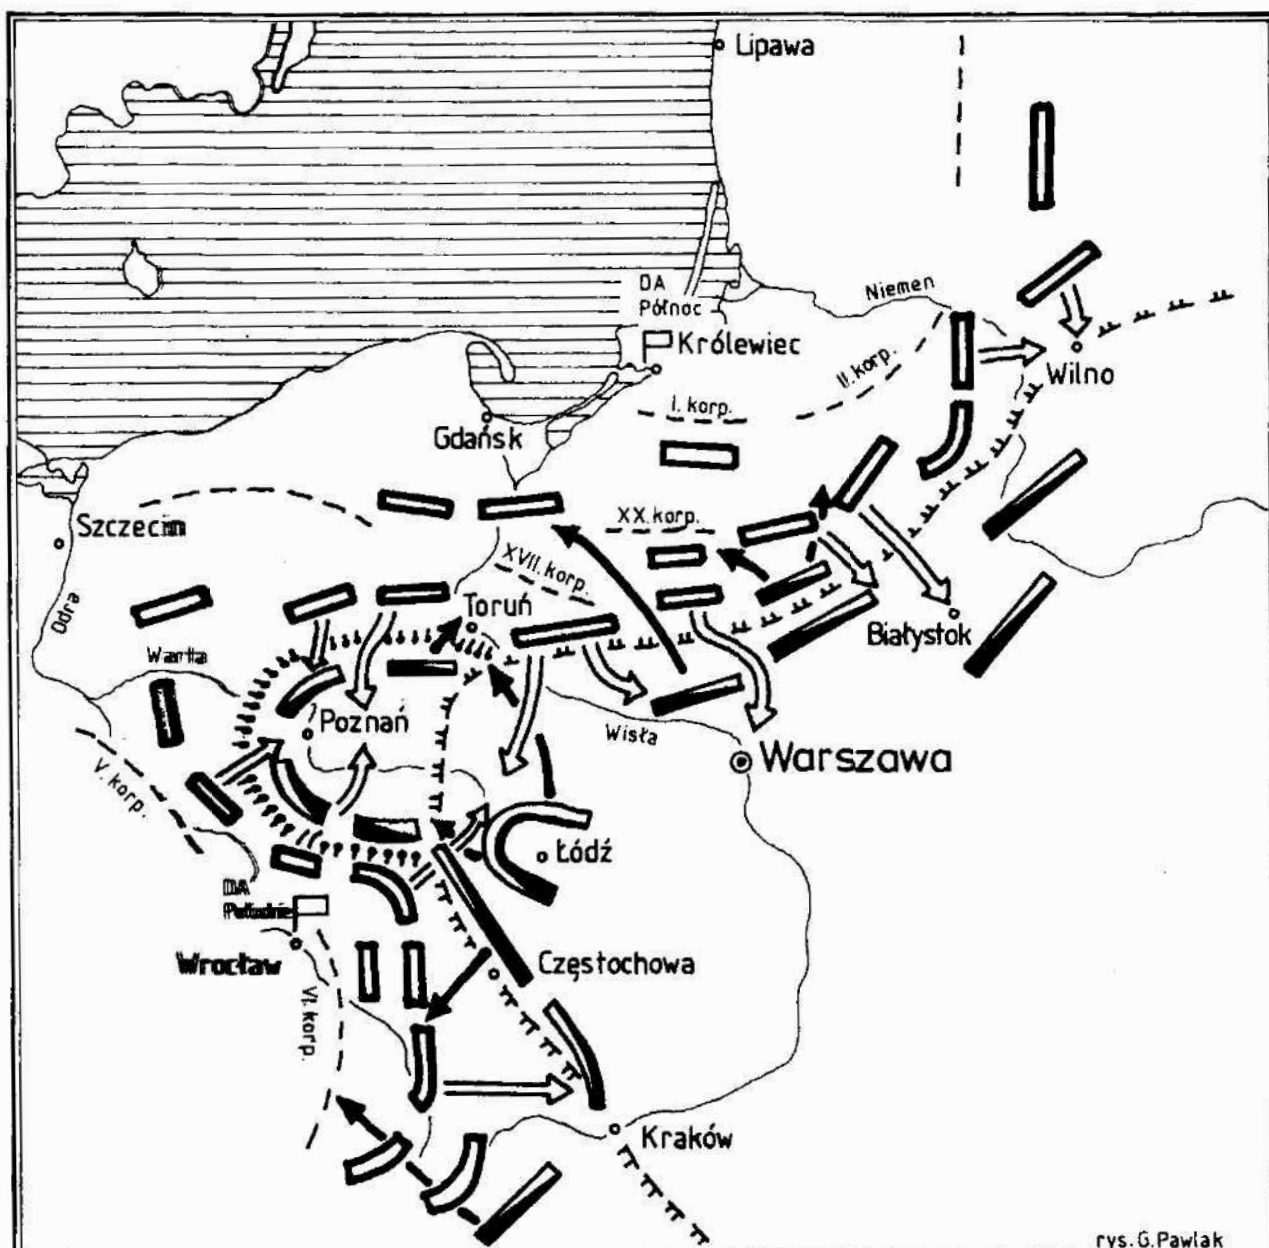 Lipawa
DA
Północ
Królewiec
Niemen
II. korp.
Wilno
I. korp.
Gdańsk
Szczecin
XX. korp.
XVII. korp.
Toruń
Białystok
Odra
Warta
Poznań
Wisła
Warszawa
V. korp.
Łódź
DA
Południe
Wrocław
Częstochowa
VI. korp.
Kraków
rys. G. Pawlak